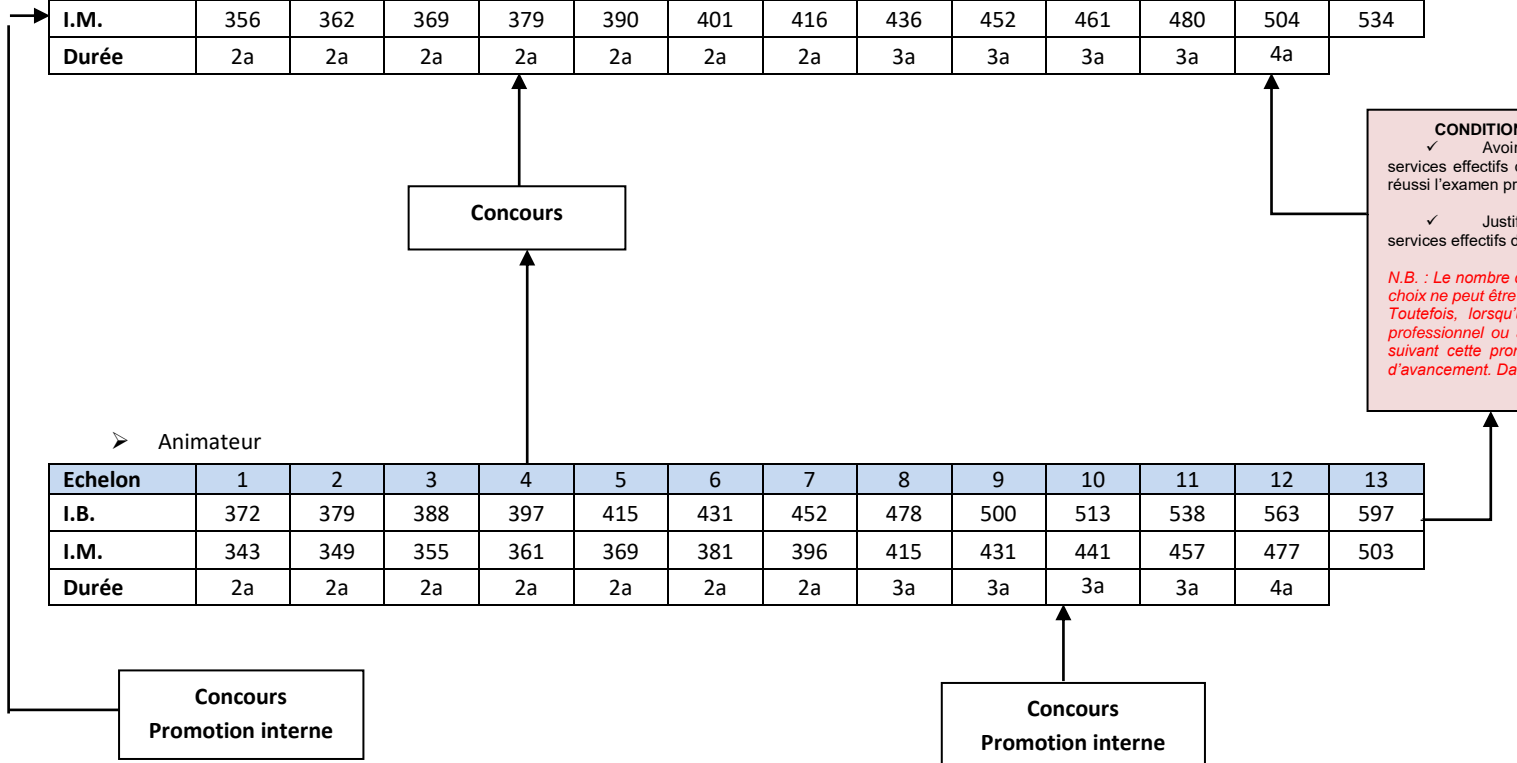 I.M. 356 362 369 379 390 401 416 436 452 461 480 504 534
Durée 2a 2a 2a 2a 2a 2a 2a 3a 3a 3a 3a 4a
CONDITION
✓ Avoir
services effectifs
réussi l'examen pr
Concours
✓ Justif
services effectifs d
N.B. : Le nombre
choix ne peut être
Toutefois, lorsqu'
professionnel ou
suivant cette pror
d'avancement. Da
➢ Animateur
Echelon 1 2 3 4 5 6 7 8 9 10 11 12 13
I.B. 372 379 388 397 415 431 452 478 500 513 538 563 597
I.M. 343 349 355 361 369 381 396 415 431 441 457 477 503
Durée 2a 2a 2a 2a 2a 2a 2a 3a 3a 3a 3a 4a
Concours
Promotion interne
Concours
Promotion interne